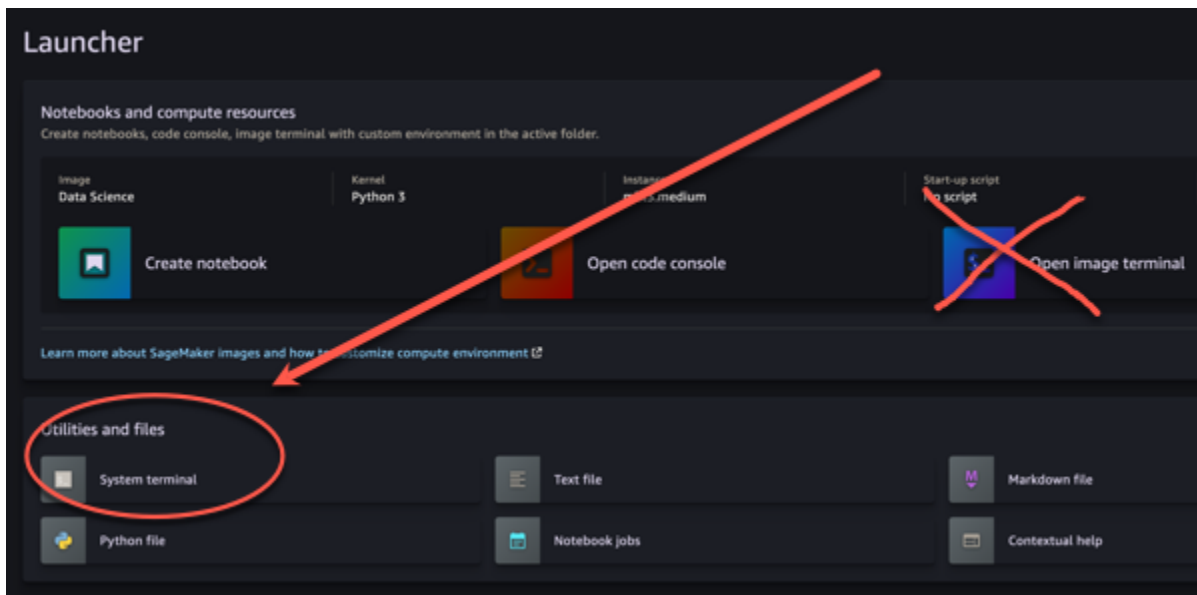 Launcher
Notebooks and compute resources
Create notebooks, code console, image terminal with custom environment in the active folder.
Image Kernel Start-up script
Data Science Python 3 script
Create notebook Open code console Open image terminal
Learn more about SageMaker images and how to customize compute environment
Utilities and files
System terminal Text file Markdown file
Python file Notebook jobs Contextual help